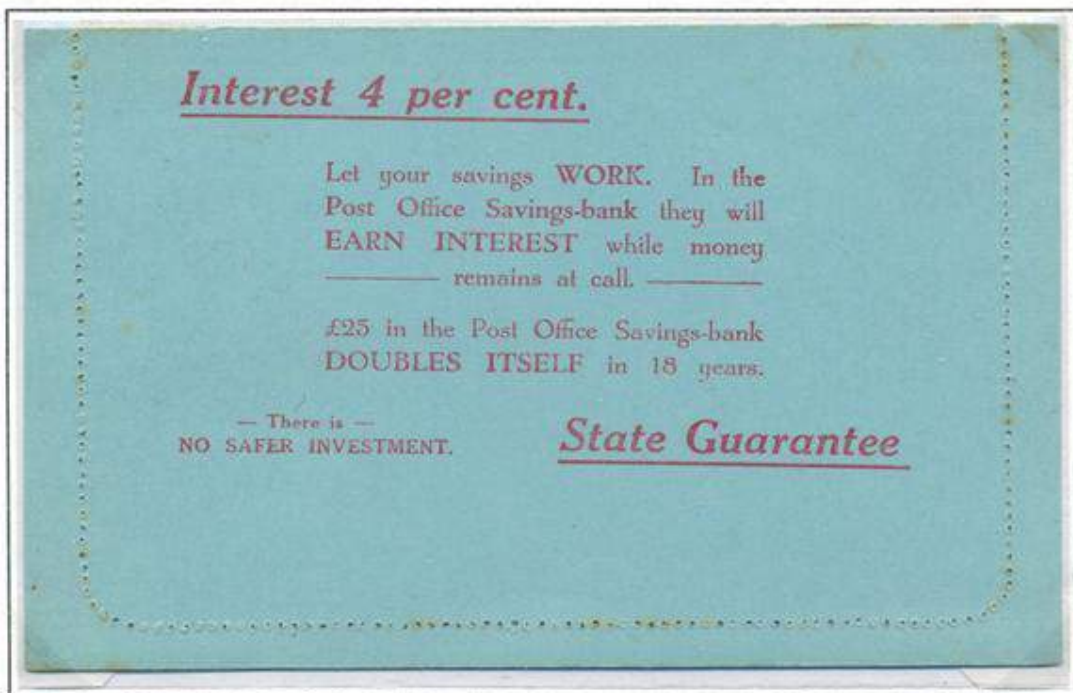 Interest 4 per cent.
Let your savings WORK. In the
Post Office Savings-bank they will
EARN INTEREST while money
remains at call.
£25 in the Post Office Savings-bank
DOUBLES ITSELF in 18 years.
— There is —
NO SAFER INVESTMENT.
State Guarantee